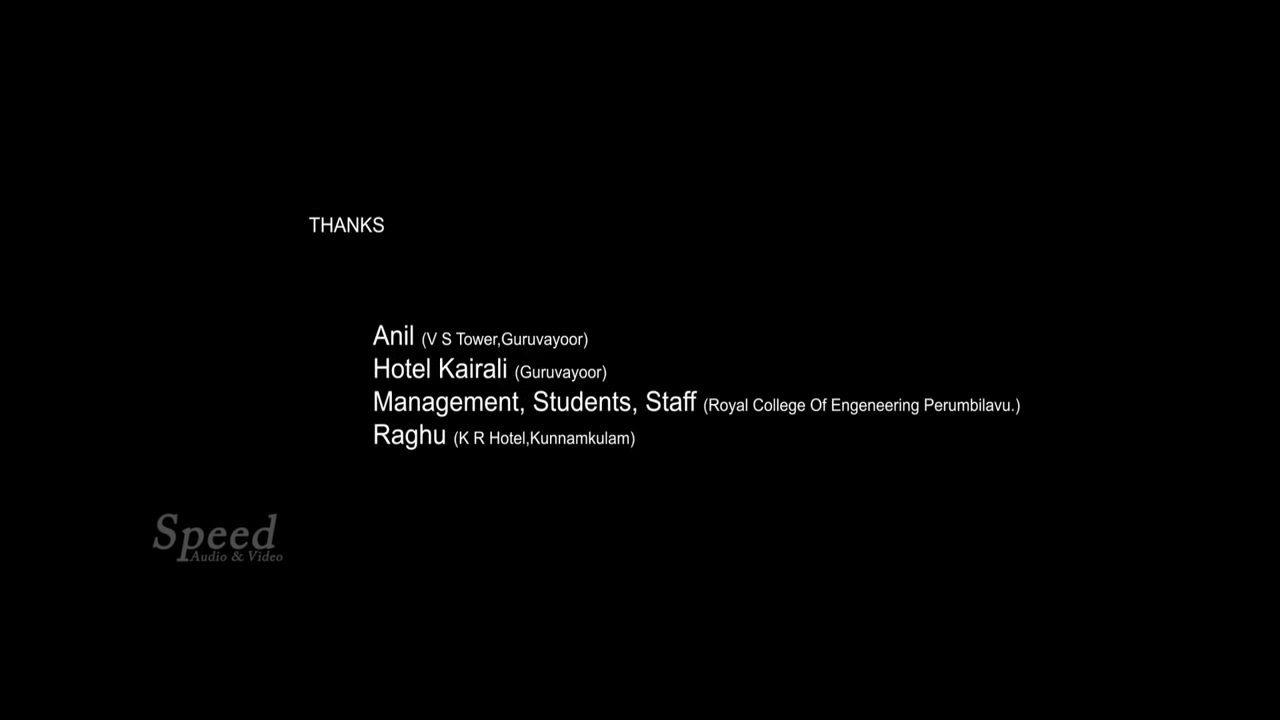 THANKS
Anil (V S Tower,Guruvayoor)
Hotel Kairali (Guruvayoor)
Management, Students, Staff (Royal College Of Engeneering Perumbilavu.)
Raghu (K R Hotel,Kunnamkulam)
Speed
Audio & Video